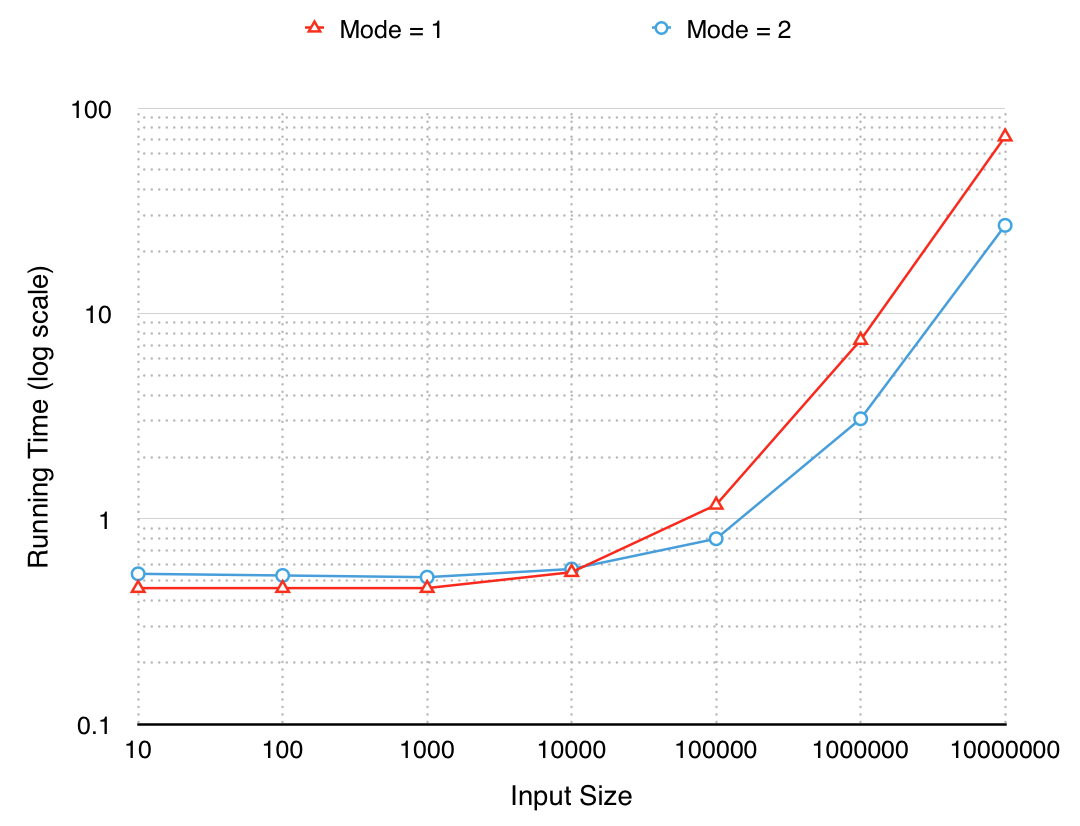 Mode = 1
Mode = 2
100
10
1
0.1
Running Time (log scale)
10 100 1000 10000 100000 1000000 10000000
Input Size